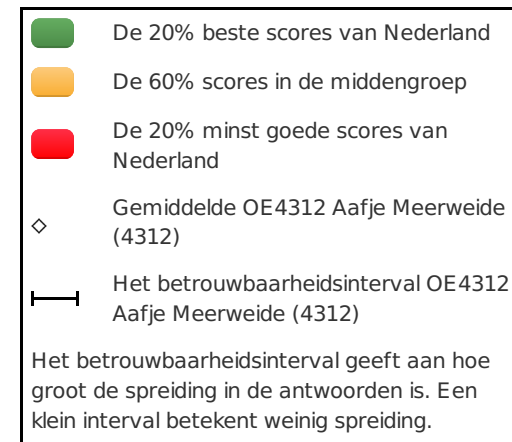 De 20% beste scores van Nederland
De 60% scores in de middengroep
De 20% minst goede scores van
Nederland
Gemiddelde OE4312 Aafje Meerweide
(4312)
Het betrouwbaarheidsinterval OE4312
Aafje Meerweide (4312)
Het betrouwbaarheidsinterval geeft aan hoe
groot de spreiding in de antwoorden is. Een
klein interval betekent weinig spreiding.